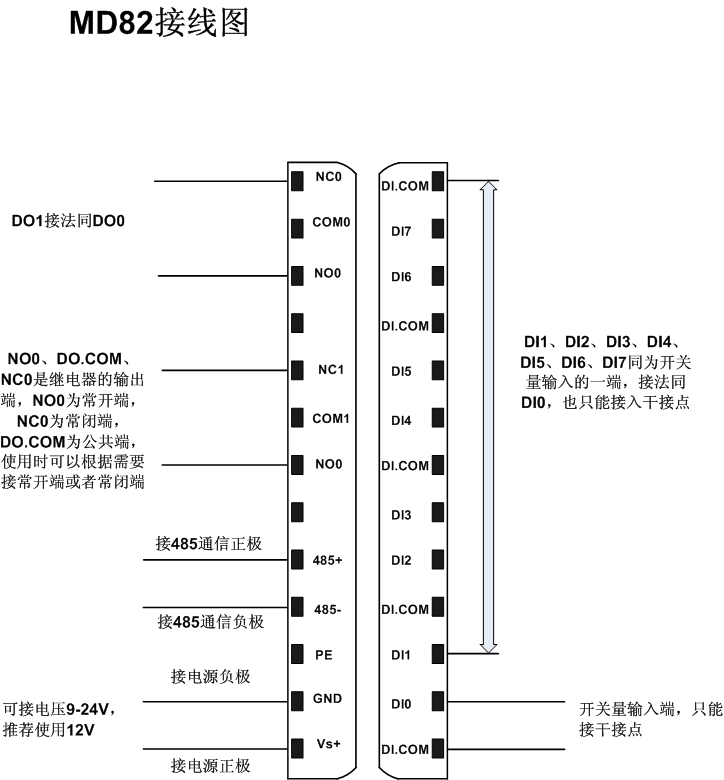 MD82接线图
DO1接法同DO0
NO0、DO.COM、
NC0是继电器的输出
端，NO0为常开端，
NC0为常闭端，
DO.COM为公共端，
使用时可以根据需要
接常开端或者常闭端
接485通信正极
接485通信负极
接电源负极
可接电压9-24V，
推荐使用12V
接电源正极
NC0
COM0
NO0
NC1
COM1
NO0
485+
485-
PE
GND
Vs+
DI.COM
DI7
DI6
DI.COM
DI5
DI4
DI.COM
DI3
DI2
DI.COM
DI1
DI0
DI.COM
DI1、DI2、DI3、DI4、
DI5、DI6、DI7同为开关
量输入的一端，接法同
DI0，也只能接入干接点
开关量输入端，只能
接干接点